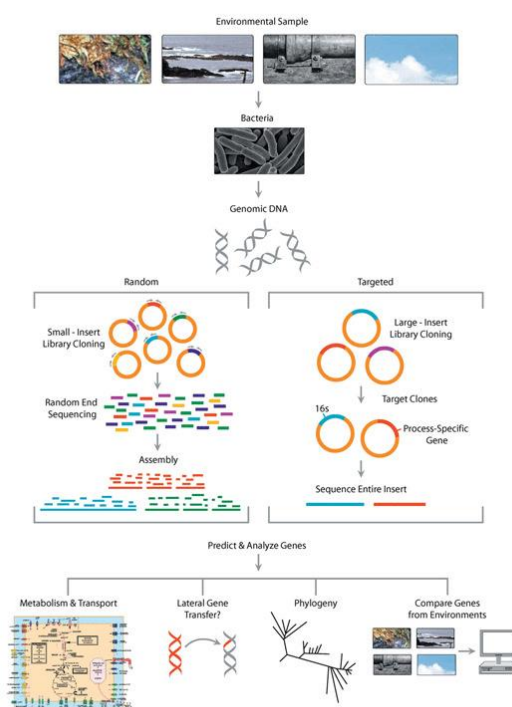 Environmental Sample
Bacteria
Genomic DNA
Random
Targeted
Small - Insert
Library Cloning
Large - Insert
Library Cloning
Random End
Sequencing
Target Clones
16s
Process-Specific
Gene
Assembly
Sequence Entire Insert
Predict & Analyze Genes
Metabolism & Transport
Lateral Gene
Transfer?
Phylogeny
Compare Genes
from Environments